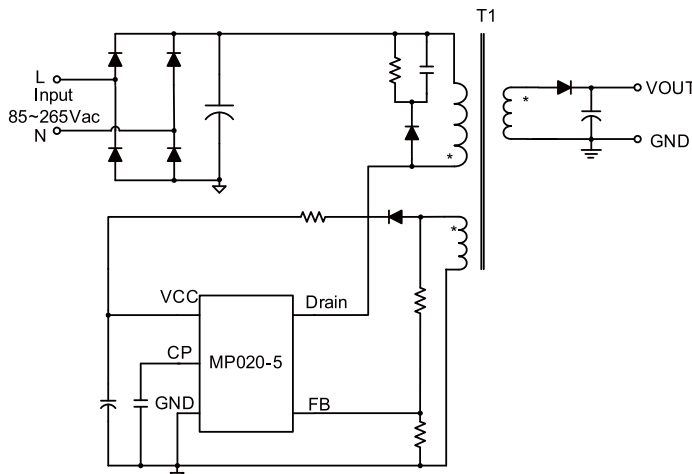 T1
L
Input
85~265Vac
N
*
*
VOUT
GND
*
VCC
Drain
CP
MP020-5
GND
FB